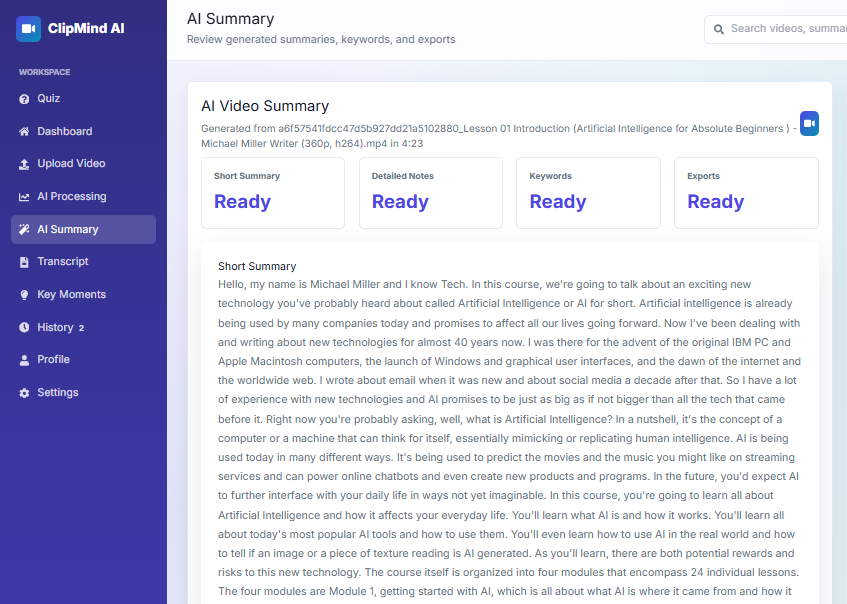 ClipMind AI
WORKSPACE
Quiz
Dashboard
Upload Video
AI Processing
AI Summary
Transcript
Key Moments
History 2
Profile
Settings
AI Summary
Review generated summaries, keywords, and exports
Search videos, summar
AI Video Summary
Generated from a6f57541fdcc47d5b927dd21a5102880_Lesson 01 Introduction (Artificial Intelligence for Absolute Beginners ) -
Michael Miller Writer (360p, h264).mp4 in 4:23
Short Summary
Ready
Detailed Notes
Ready
Keywords
Ready
Exports
Ready
Short Summary
Hello, my name is Michael Miller and I know Tech. In this course, we're going to talk about an exciting new
technology you've probably heard about called Artificial Intelligence or AI for short. Artificial intelligence is already
being used by many companies today and promises to affect all our lives going forward. Now I've been dealing with
and writing about new technologies for almost 40 years now. I was there for the advent of the original IBM PC and
Apple Macintosh computers, the launch of Windows and graphical user interfaces, and the dawn of the internet and
the worldwide web. I wrote about email when it was new and about social media a decade after that. So I have a lot
of experience with new technologies and AI promises to be just as big as if not bigger than all the tech that came
before it. Right now you're probably asking, well, what is Artificial Intelligence? In a nutshell, it's the concept of a
computer or a machine that can think for itself, essentially mimicking or replicating human intelligence. AI is being
used today in many different ways. It's being used to predict the movies and the music you might like on streaming
services and can power online chatbots and even create new products and programs. In the future, you'd expect AI
to further interface with your daily life in ways not yet imaginable. In this course, you're going to learn all about
Artificial Intelligence and how it affects your everyday life. You'll learn what AI is and how it works. You'll learn all
about today's most popular AI tools and how to use them. You'll even learn how to use AI in the real world and how
to tell if an image or a piece of texture reading is AI generated. As you'll learn, there are both potential rewards and
risks to this new technology. The course itself is organized into four modules that encompass 24 individual lessons.
The four modules are Module 1, getting started with AI, which is all about what AI is where it came from and how it